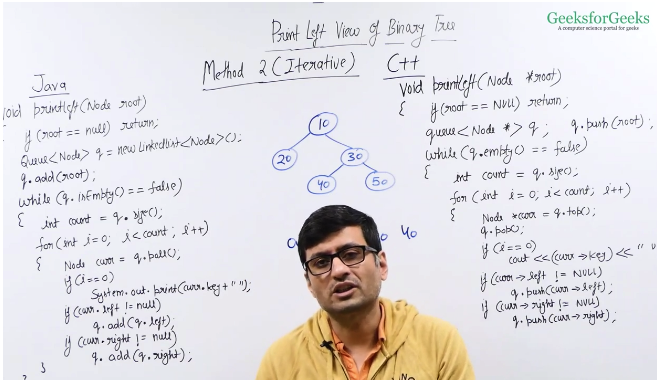 GeeksforGeeks
A computer science portal for geeks
Print Left View of Binary Tree
Method 2 (Iterative)
Java
void printLeft(Node root)
{
if (root == null) return;
Queue<Node> q = new LinkedList<Node>();
q.add(root);
while (q.isEmpty() == false)
{ int count = q.size();
for (int i=0; i<count; i++)
{ Node curr = q.poll();
if (i==0)
System.out.print(curr.key+" ");
if (curr.left != null)
q.add(q.left);
if (curr.right != null)
q.add(q.right);
}
C++
void printLeft(Node *root)
{ if (root == NULL) return;
queue<Node *> q; q.push(root);
while (q.empty() == false)
{ int count = q.size();
for (int i=0; i<count; i++)
{ Node *curr = q.top();
q.pop();
if (i==0)
cout << (curr→key) << " "
if (curr→left != NULL)
q.push(curr→left);
if (curr→right != NULL)
q.push(curr→right);
10
20 30
40 50
40